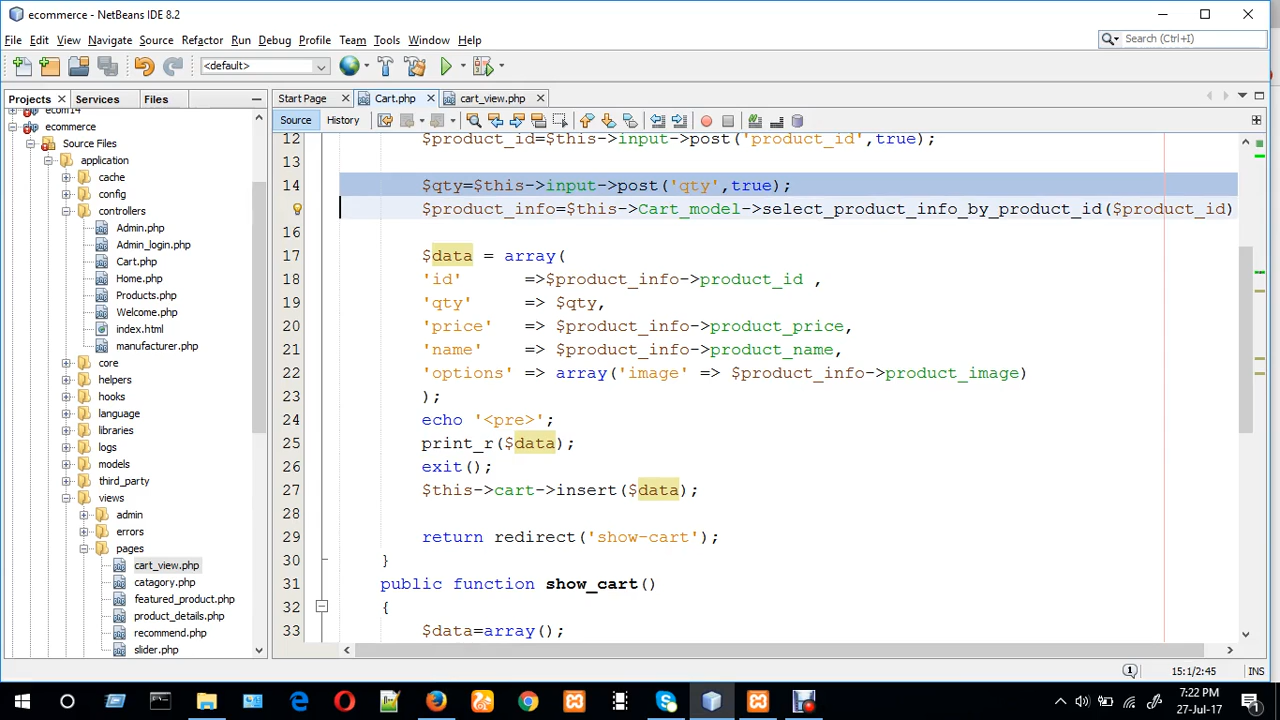 ecommerce - NetBeans IDE 8.2
File Edit View Navigate Source Refactor Run Debug Profile Team Tools Window Help
Search (Ctrl+I)
<default>
Projects Services Files
Start Page Cart.php cart_view.php
Source History
ecom14
ecommerce
Source Files
application
cache
config
controllers
Admin.php
Admin_login.php
Cart.php
Home.php
Products.php
Welcome.php
index.html
manufacturer.php
core
helpers
hooks
language
libraries
logs
models
third_party
views
admin
errors
pages
cart_view.php
catagory.php
featured_product.php
product_details.php
recommend.php
slider.php
12 $product_id=$this->input->post('product_id',true);
13
14 $qty=$this->input->post('qty',true);
$product_info=$this->Cart_model->select_product_info_by_product_id($product_id)
16
17 $data = array(
18 'id' =>$product_info->product_id ,
19 'qty' => $qty,
20 'price' => $product_info->product_price,
21 'name' => $product_info->product_name,
22 'options' => array('image' => $product_info->product_image)
23 );
24 echo '<pre>';
25 print_r($data);
26 exit();
27 $this->cart->insert($data);
28
29 return redirect('show-cart');
30 }
31 public function show_cart()
32 {
33 $data=array();
1
15:1/2:45 INS
7:22 PM
27-Jul-17
1